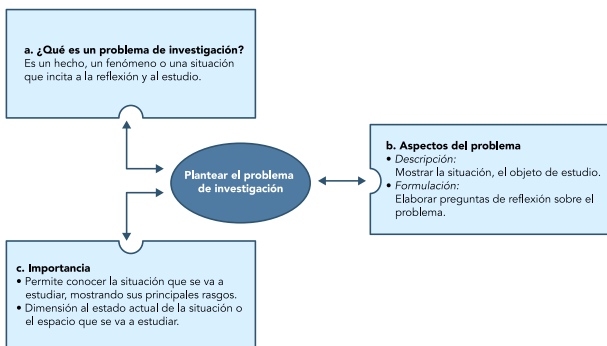 a. ¿Qué es un problema de investigación?
Es un hecho, un fenómeno o una situación
que incita a la reflexión y al estudio.
Plantear el problema
de investigación
b. Aspectos del problema
• Descripción:
Mostrar la situación, el objeto de estudio.
• Formulación:
Elaborar preguntas de reflexión sobre el
problema.
c. Importancia
• Permite conocer la situación que se va a
estudiar, mostrando sus principales rasgos.
• Dimensión al estado actual de la situación o
el espacio que se va a estudiar.